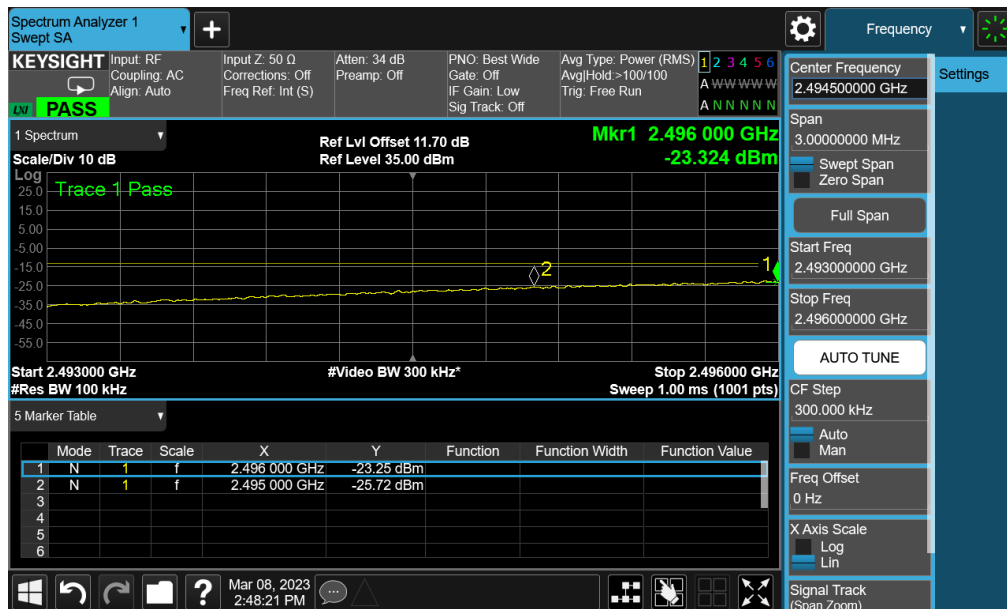 Spectrum Analyzer 1
Swept SA
+
Frequency
KEYSIGHT
LXI
PASS
Input: RF
Coupling: AC
Align: Auto
Input Z: 50 Ω
Corrections: Off
Freq Ref: Int (S)
Atten: 34 dB
Preamp: Off
PNO: Best Wide
Gate: Off
IF Gain: Low
Sig Track: Off
Avg Type: Power (RMS)
Avg|Hold:>100/100
Trig: Free Run
1 2 3 4 5 6
A W W W W W
A N N N N N
1 Spectrum
Scale/Div 10 dB
Ref Lvl Offset 11.70 dB
Ref Level 35.00 dBm
Mkr1 2.496 000 GHz
-23.324 dBm
Log
Trace 1 Pass
25.0
15.0
5.00
-5.00
-15.0
-25.0
-35.0
-45.0
-55.0
2
1
Start 2.493000 GHz
#Video BW 300 kHz*
Stop 2.496000 GHz
#Res BW 100 kHz
Sweep 1.00 ms (1001 pts)
5 Marker Table
Mode Trace Scale X Y Function Function Width Function Value
1 N 1 f 2.496 000 GHz -23.25 dBm
2 N 1 f 2.495 000 GHz -25.72 dBm
3
4
5
6
?
Mar 08, 2023
2:48:21 PM
Center Frequency
2.494500000 GHz
Settings
Span
3.00000000 MHz
Swept Span
Zero Span
Full Span
Start Freq
2.493000000 GHz
Stop Freq
2.496000000 GHz
AUTO TUNE
CF Step
300.000 kHz
Auto
Man
Freq Offset
0 Hz
X Axis Scale
Log
Lin
Signal Track
(Span Zoom)